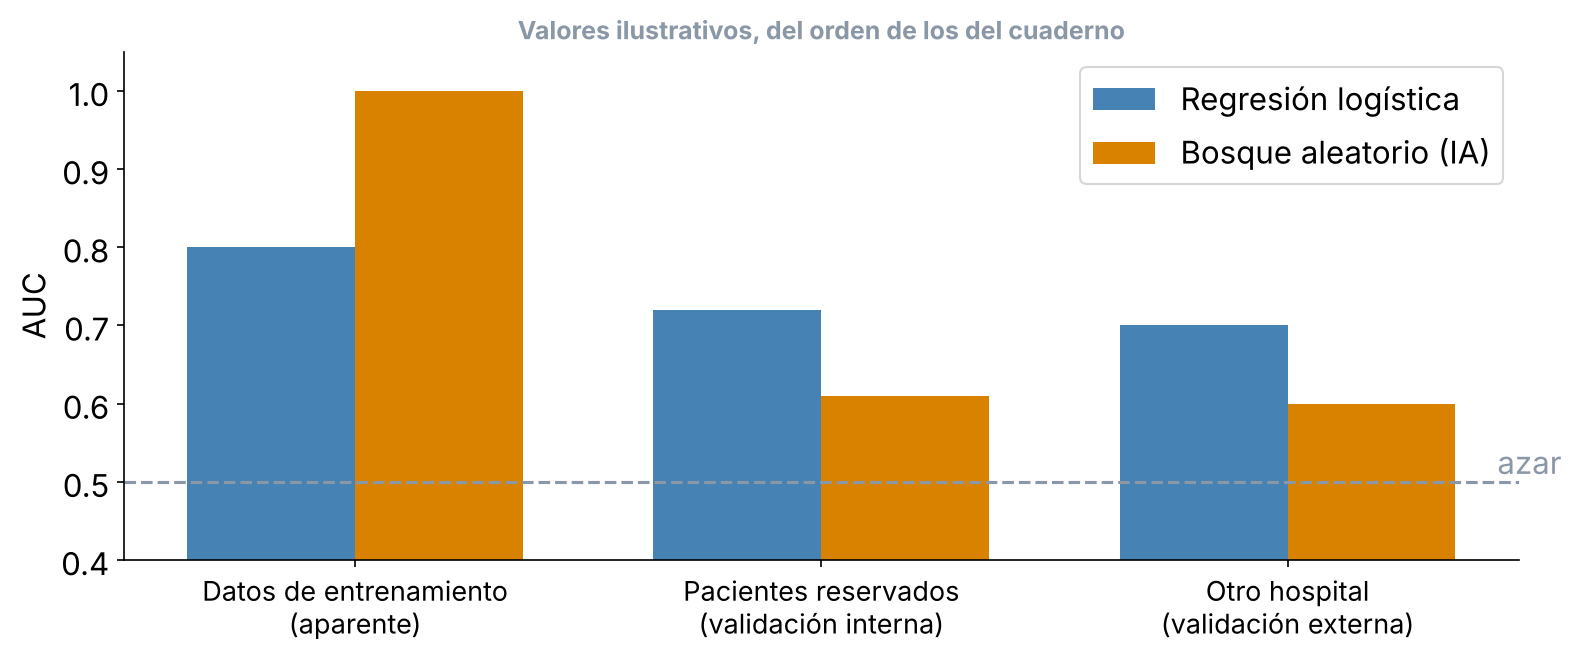 Valores ilustrativos, del orden de los del cuaderno
Regresión logística
Bosque aleatorio (IA)
AUC
1.0
0.9
0.8
0.7
0.6
0.5
0.4
azar
Datos de entrenamiento
(aparente)
Pacientes reservados
(validación interna)
Otro hospital
(validación externa)